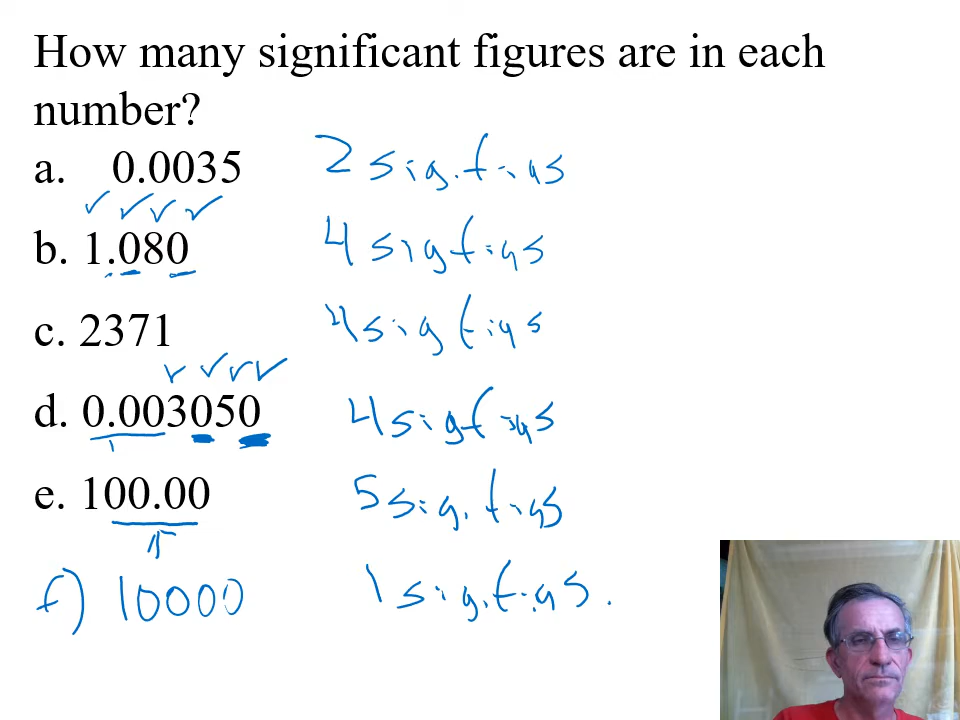 How many significant figures are in each
number?
a. 0.0035 2 sig. figs
b. 1.080 4 sig figs
c. 2371 4 sig figs
d. 0.003050 4 sig figs
e. 100.00 5 sig. figs
f) 10000 1 sig. figs.